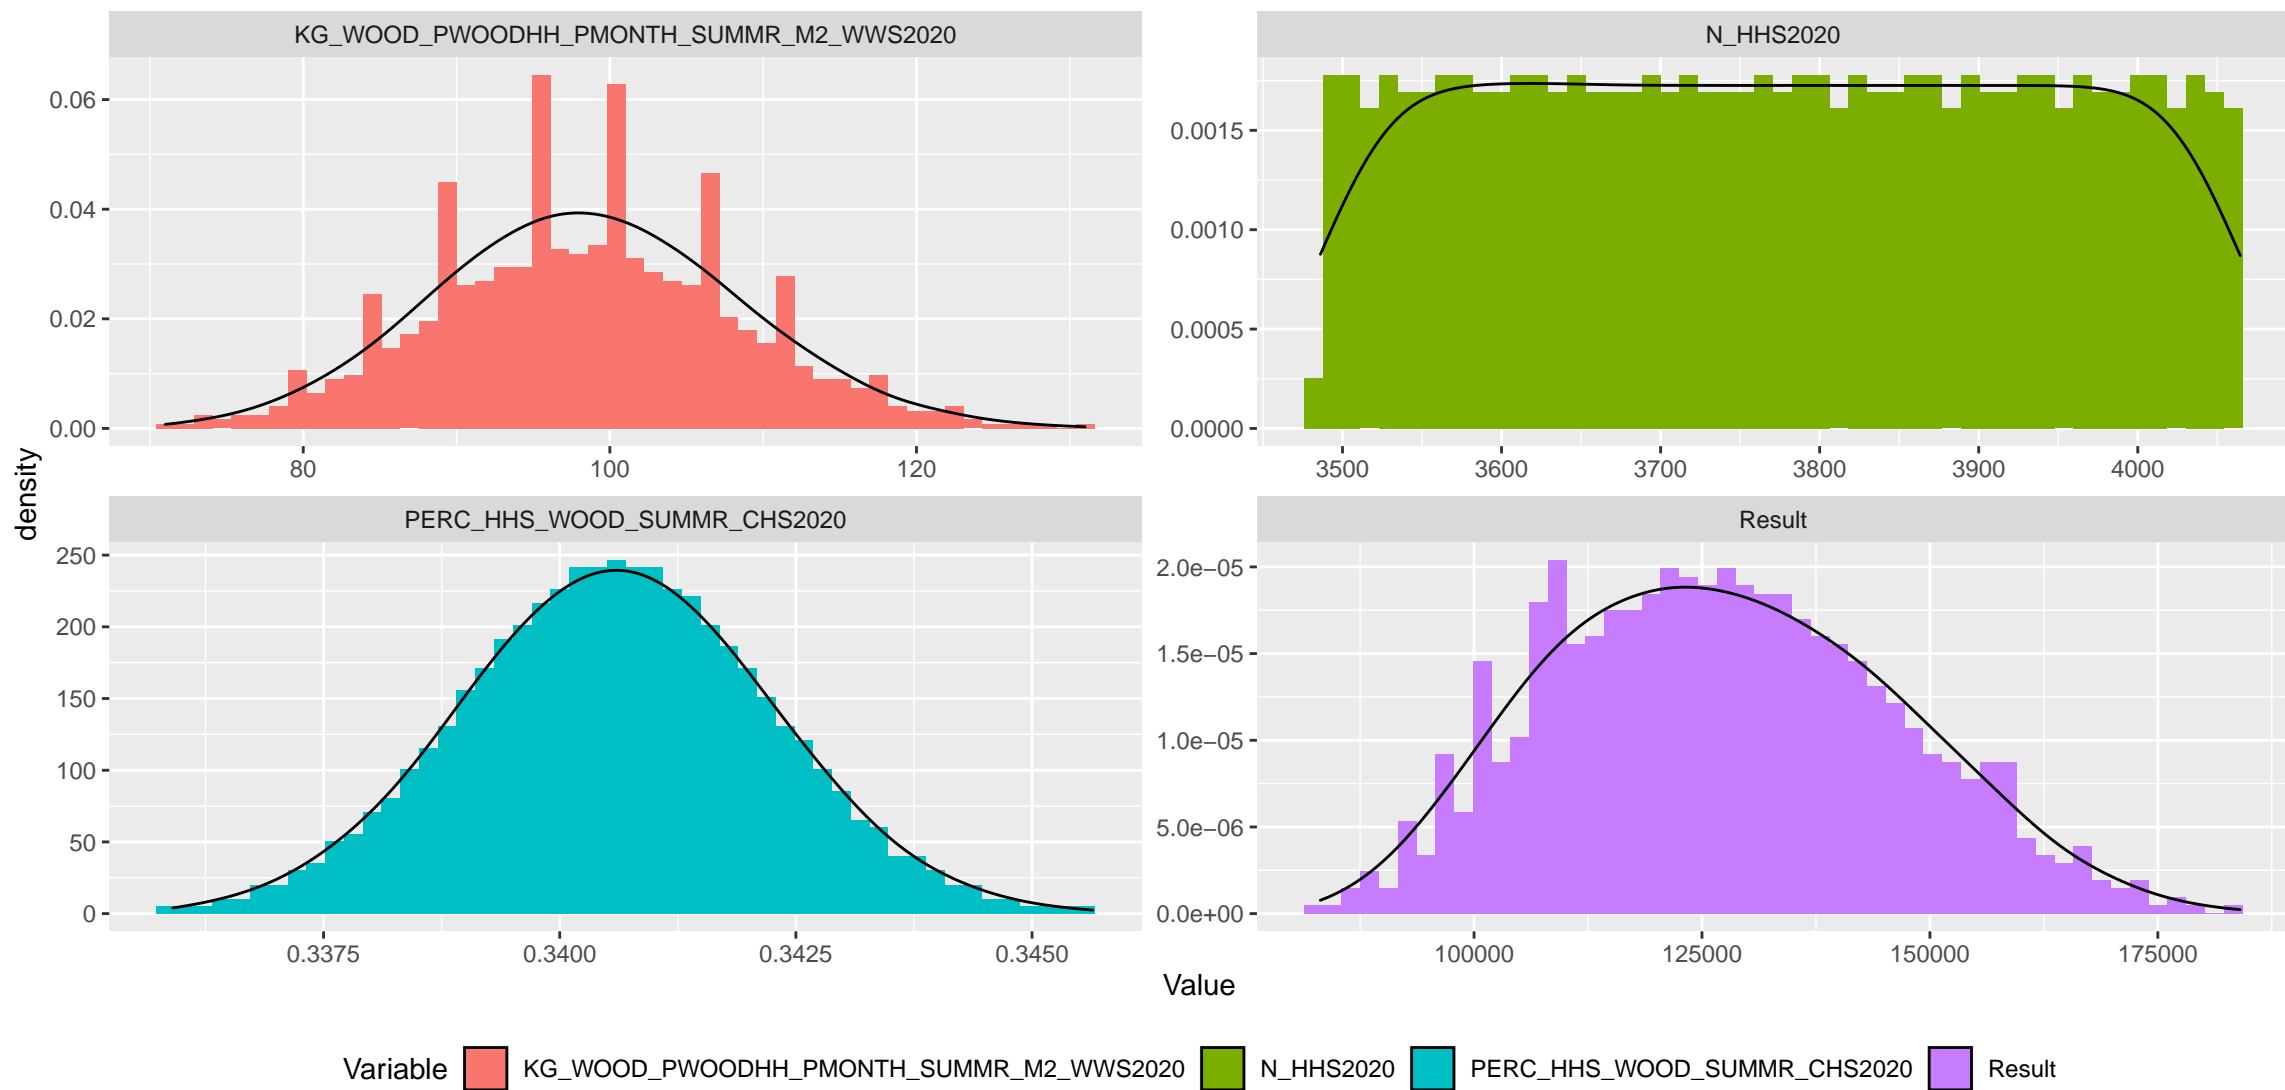 KG_WOOD_PWOODHH_PMONTH_SUMMR_M2_WWS2020
N_HHS2020
0.06
0.04
0.02
0.00
80 100 120
0.0015
0.0010
0.0005
0.0000
3500 3600 3700 3800 3900 4000
density
PERC_HHS_WOOD_SUMMR_CHS2020
Result
250
200
150
100
50
0
0.3375 0.3400 0.3425 0.3450
2.0e−05
1.5e−05
1.0e−05
5.0e−06
0.0e+00
100000 125000 150000 175000
Value
Variable KG_WOOD_PWOODHH_PMONTH_SUMMR_M2_WWS2020 N_HHS2020 PERC_HHS_WOOD_SUMMR_CHS2020 Result